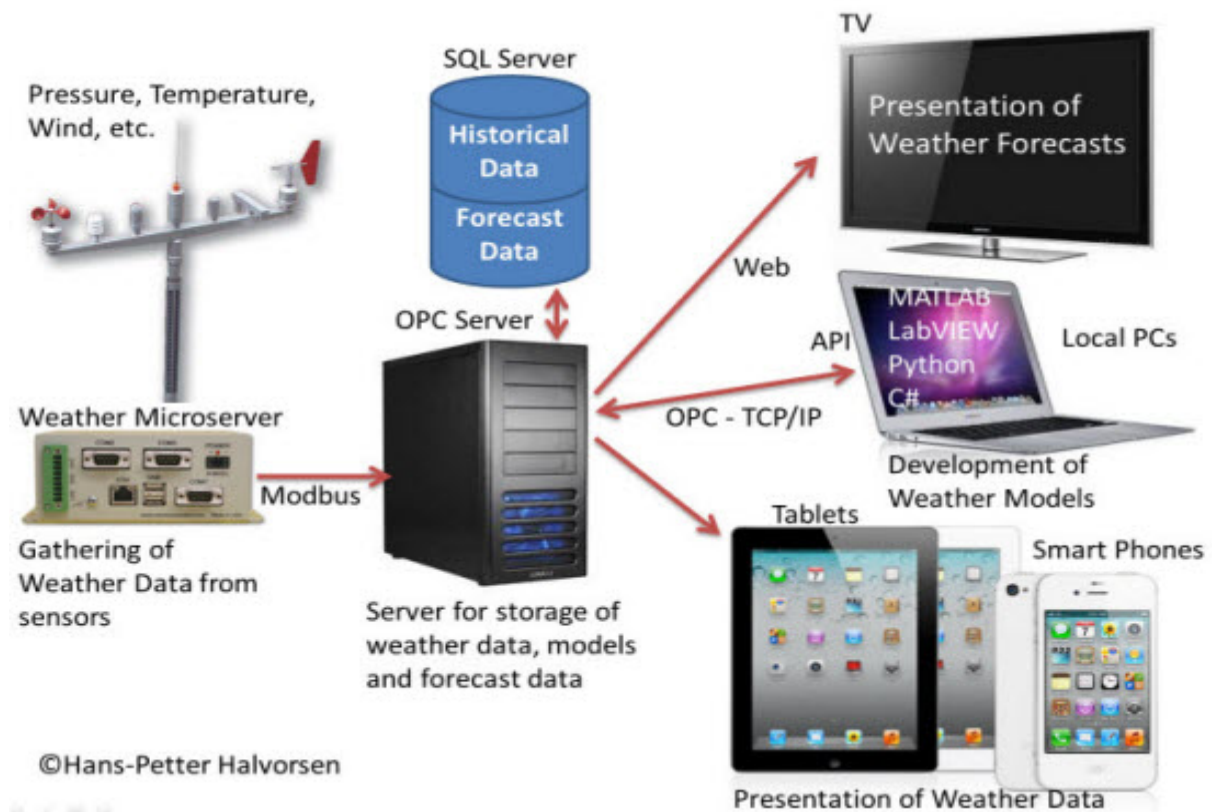 TV
SQL Server
Pressure, Temperature,
Wind, etc.
Historical
Data
Forecast
Data
Presentation of
Weather Forecasts
Web
OPC Server
MATLAB
LabVIEW
Python
C#
API
Local PCs
OPC - TCP/IP
Weather Microserver
Modbus
Development of
Weather Models
Gathering of
Weather Data from
sensors
Server for storage of
weather data, models
and forecast data
Tablets
Smart Phones
©Hans-Petter Halvorsen
Presentation of Weather Data